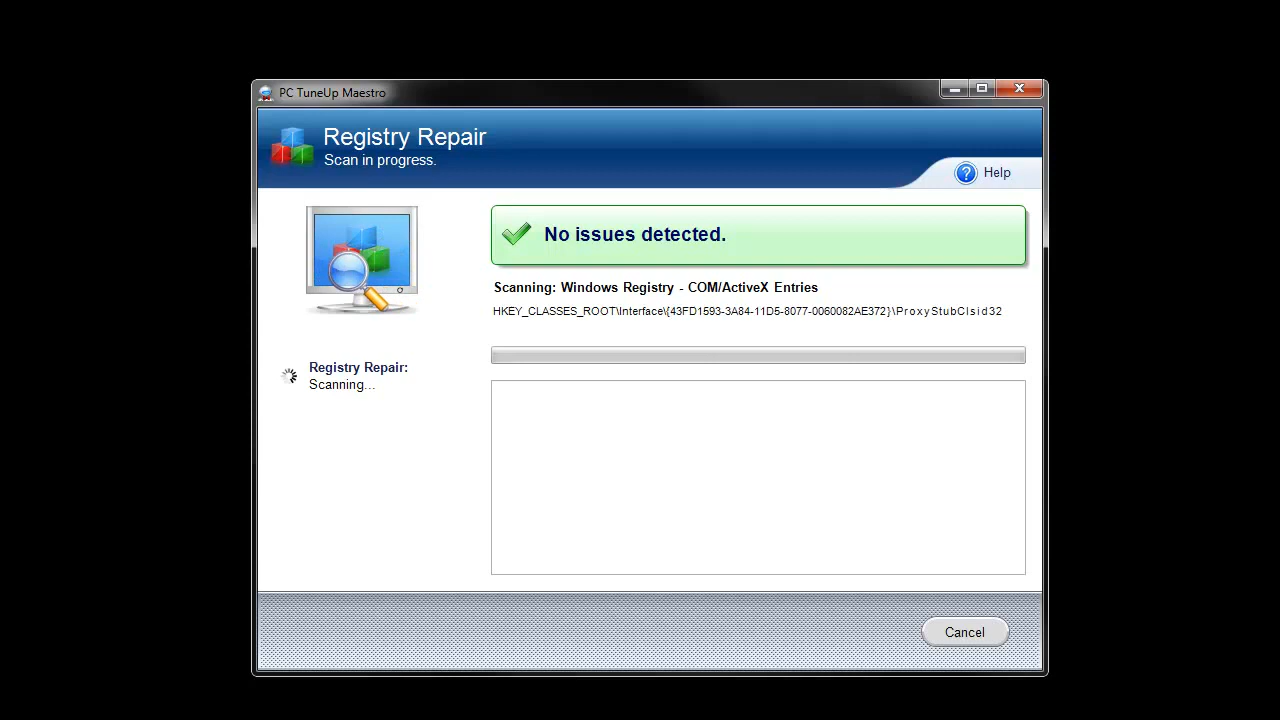 PC TuneUp Maestro
Registry Repair
Scan in progress.
Help
No issues detected.
Scanning: Windows Registry - COM/ActiveX Entries
HKEY_CLASSES_ROOT\Interface\{43FD1593-3A84-11D5-8077-0060082AE372}\ProxyStubClsid32
Registry Repair:
Scanning...
Cancel